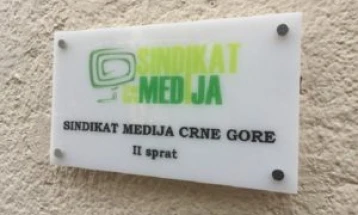 SINDIKAT
MEDIJA
SINDIKAT MEDIJA CRNE GORE
II sprat